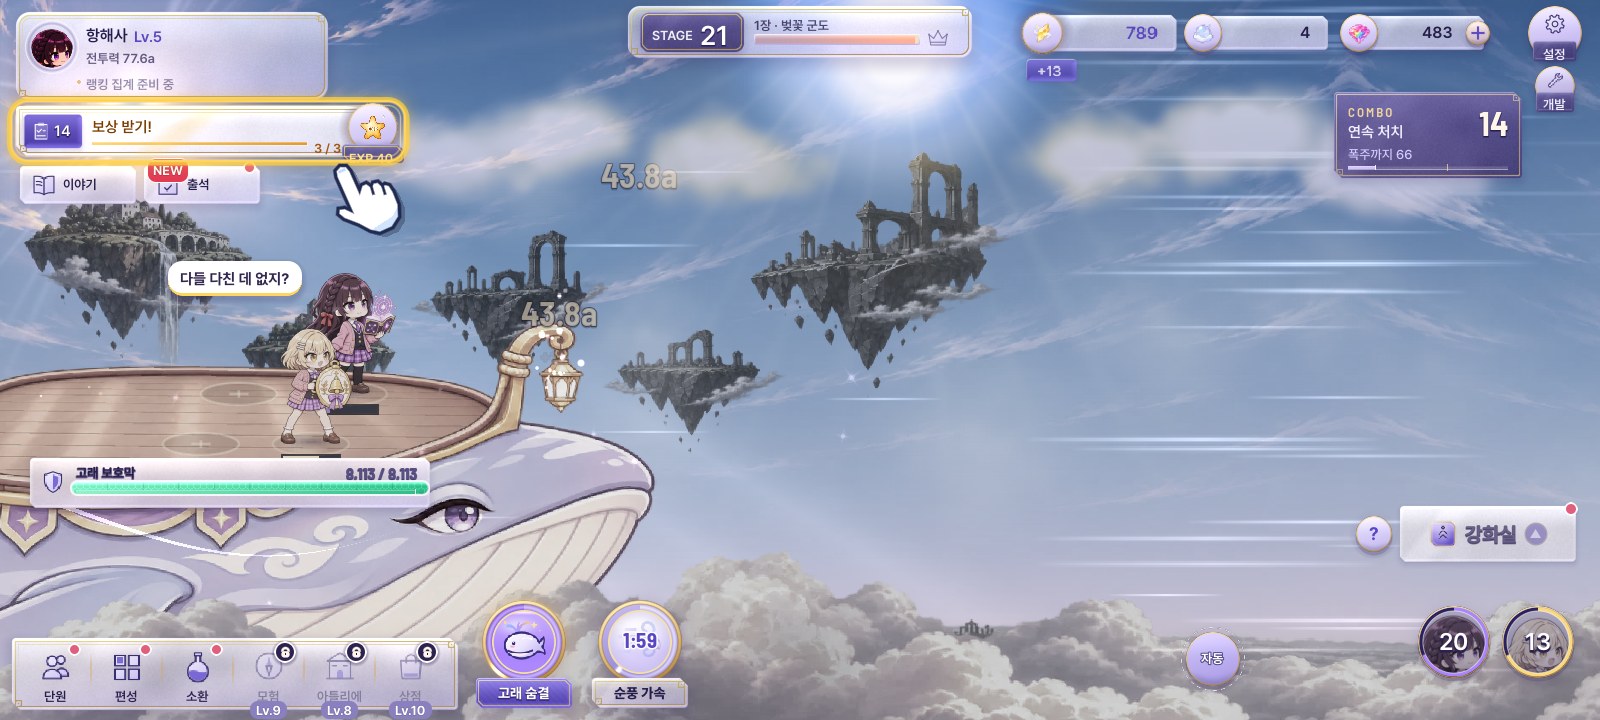 항해사 Lv.5
전투력 77.6a
랭킹 집계 준비 중
14 보상 받기!
3 / 3
EXP 40
이야기
NEW
출석
STAGE 21
1장 · 벚꽃 군도
789
+13
4
483
설정
개발
COMBO
연속 처치 14
폭주까지 66
43.8a
43.8a
다들 다친 데 없지?
고래 보호막 8,113 / 8,113
?
강화실
단원
편성
소환
모험
Lv.9
아틀리에
Lv.8
상점
Lv.10
고래 숨결
1:59
순풍 가속
자동
20
13